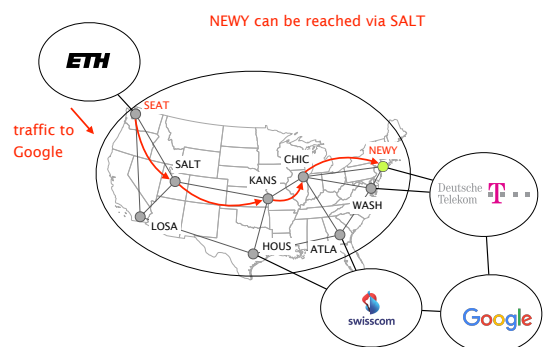 NEWY can be reached via SALT
ETH
SEAT
traffic to
Google
SALT
CHIC
NEWY
KANS
Deutsche
Telekom
T
WASH
LOSA
HOUS
ATLA
swisscom
Google